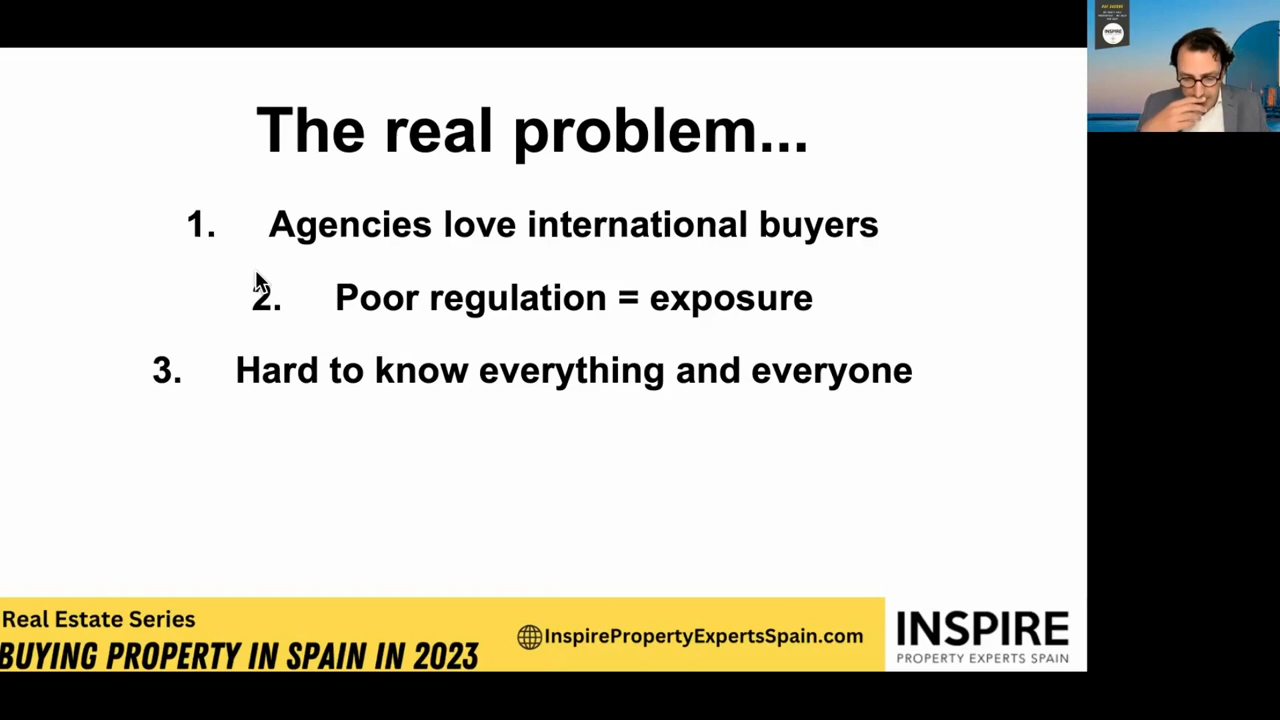 The real problem...
1. Agencies love international buyers
2. Poor regulation = exposure
3. Hard to know everything and everyone
Real Estate Series
BUYING PROPERTY IN SPAIN IN 2023
InspirePropertyExpertsSpain.com
INSPIRE
PROPERTY EXPERTS SPAIN
INSPIRE